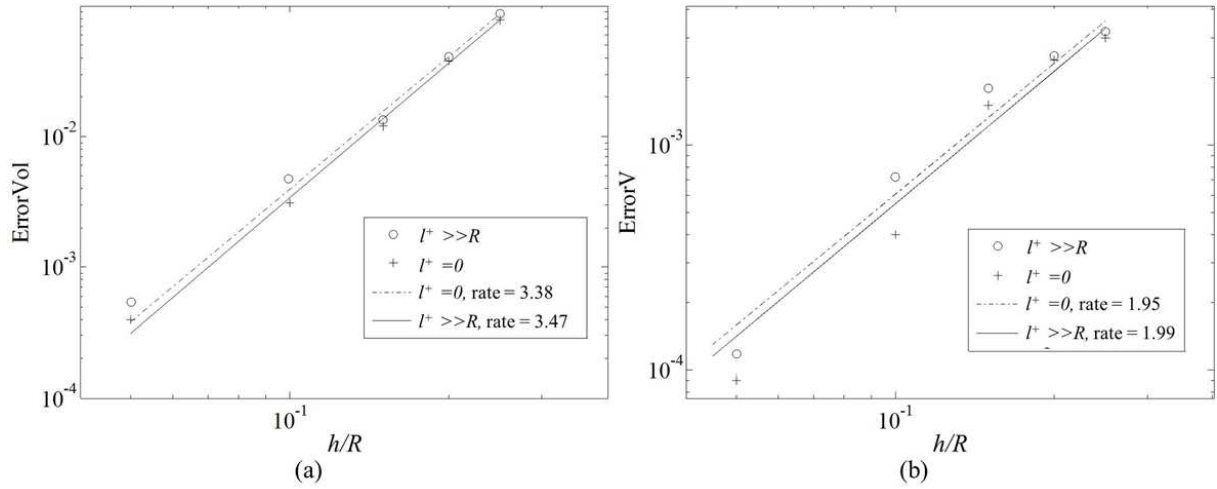 10^-2
10^-3
10^-4
ErrorVol
l^+ >>R
l^+ =0
l^+ =0, rate = 3.38
l^+ >>R, rate = 3.47
10^-1
h/R
(a)
10^-3
10^-4
ErrorV
l^+ >>R
l^+ =0
l^+ =0, rate = 1.95
l^+ >>R, rate = 1.99
10^-1
h/R
(b)